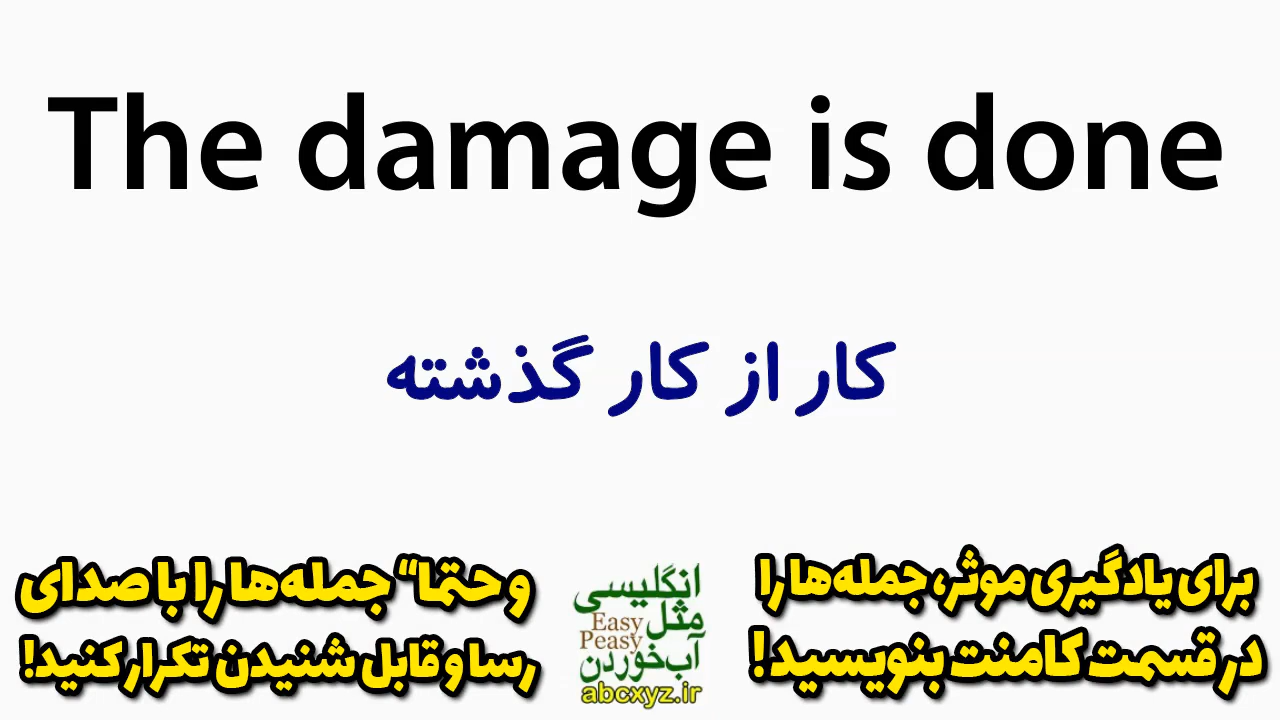 The damage is done
کار از کار گذشته
برای یادگیری موثر، جمله‌ها را
در قسمت کامنت بنویسید!
و حتما“ جمله‌ها را با صدای
رسا و قابل شنیدن تکرار کنید!
انگلیسی
مثل
Easy
Peasy
آب‌خوردن
abcxyz.ir